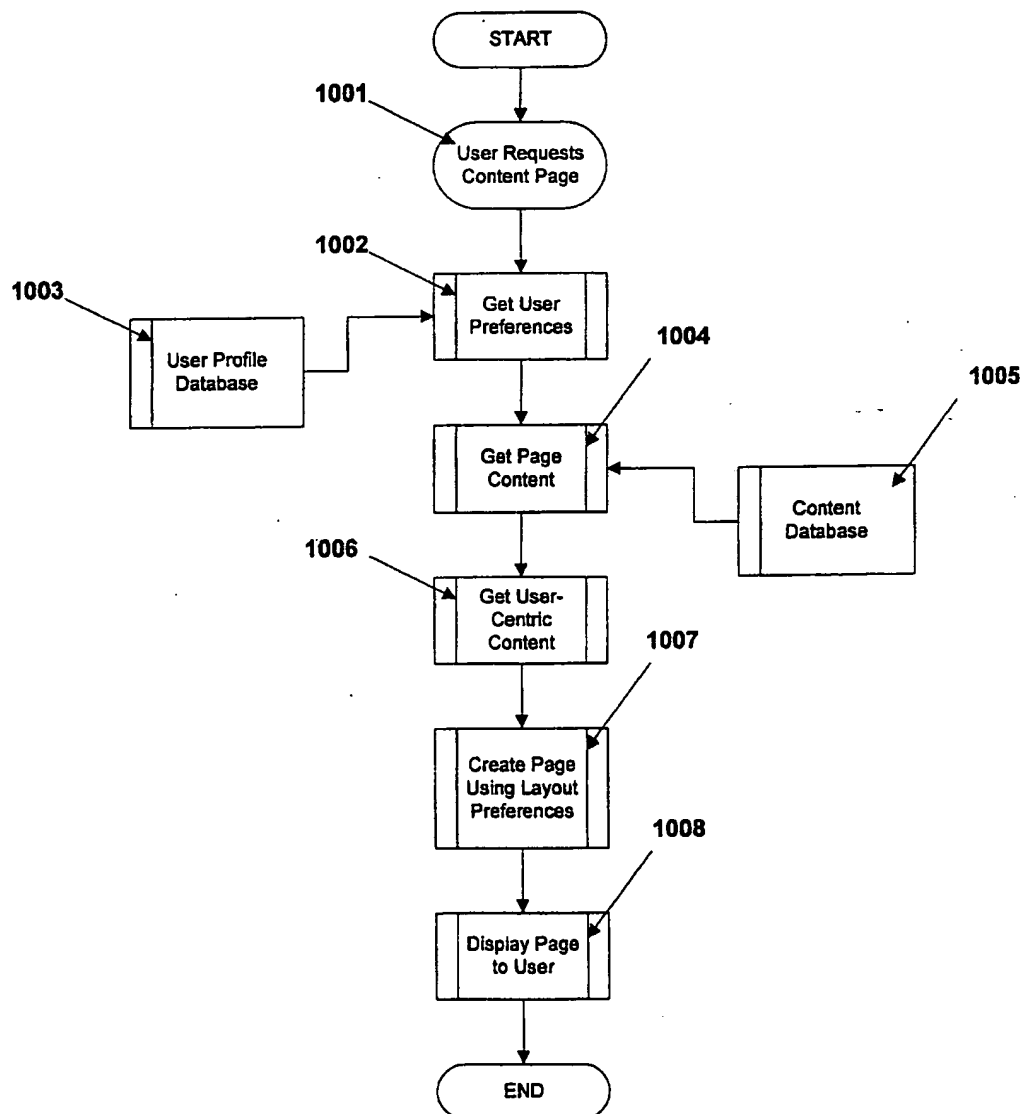 START
1001
User Requests
Content Page
1002
Get User
Preferences
1003
User Profile
Database
1004
Get Page
Content
1005
Content
Database
1006
Get User-
Centric
Content
1007
Create Page
Using Layout
Preferences
1008
Display Page
to User
END